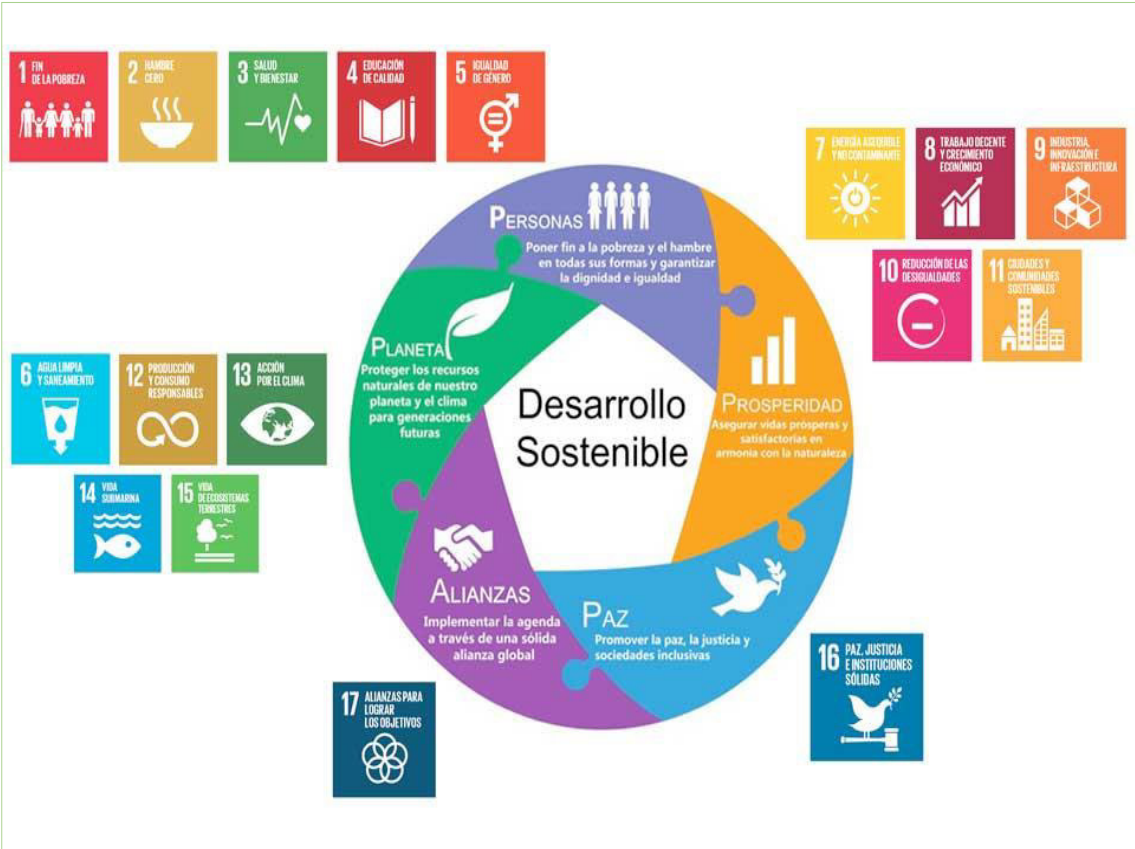 1 FIN
DE LA POBREZA
2 HAMBRE
CERO
3 SALUD
Y BIENESTAR
4 EDUCACIÓN
DE CALIDAD
5 IGUALDAD
DE GÉNERO
7 ENERGÍA ASEQUIBLE
Y NO CONTAMINANTE
8 TRABAJO DECENTE
Y CRECIMIENTO
ECONÓMICO
9 INDUSTRIA,
INNOVACIÓN E
INFRAESTRUCTURA
10 REDUCCIÓN DE LAS
DESIGUALDADES
11 CIUDADES Y
COMUNIDADES
SOSTENIBLES
PERSONAS
Poner fin a la pobreza y el hambre
en todas sus formas y garantizar
la dignidad e igualdad
PLANETA
Proteger los recursos
naturales de nuestro
planeta y el clima
para generaciones
futuras
Desarrollo
Sostenible
PROSPERIDAD
Asegurar vidas prósperas y
satisfactorias en
armonía con la naturaleza
6 AGUA LIMPIA
Y SANEAMIENTO
12 PRODUCCIÓN
Y CONSUMO
RESPONSABLES
13 ACCIÓN
POR EL CLIMA
14 VIDA
SUBMARINA
15 VIDA
DE ECOSISTEMAS
TERRESTRES
ALIANZAS
Implementar la agenda
a través de una sólida
alianza global
PAZ
Promover la paz, la justicia y
sociedades inclusivas
16 PAZ, JUSTICIA
E INSTITUCIONES
SÓLIDAS
17 ALIANZAS PARA
LOGRAR
LOS OBJETIVOS